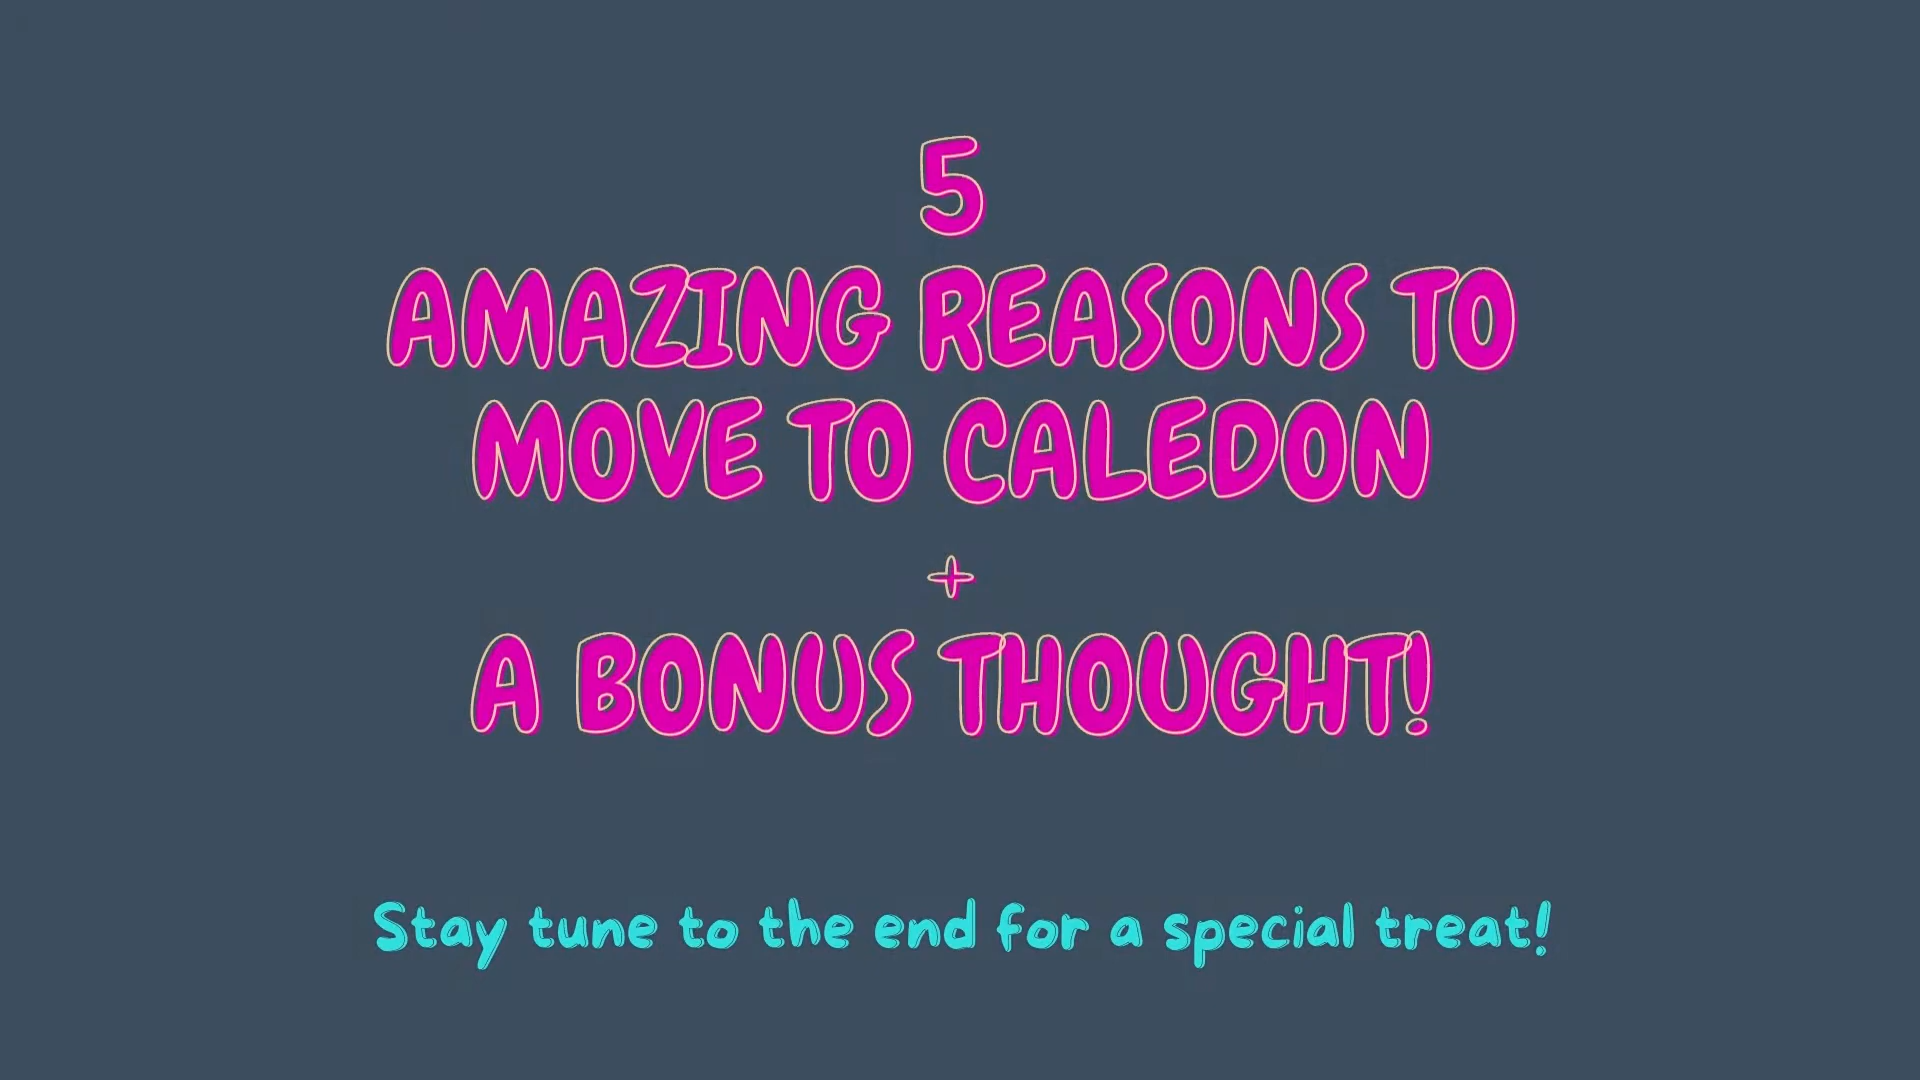 5
AMAZING REASONS TO
MOVE TO CALEDON
+
A BONUS THOUGHT!
Stay tune to the end for a special treat!